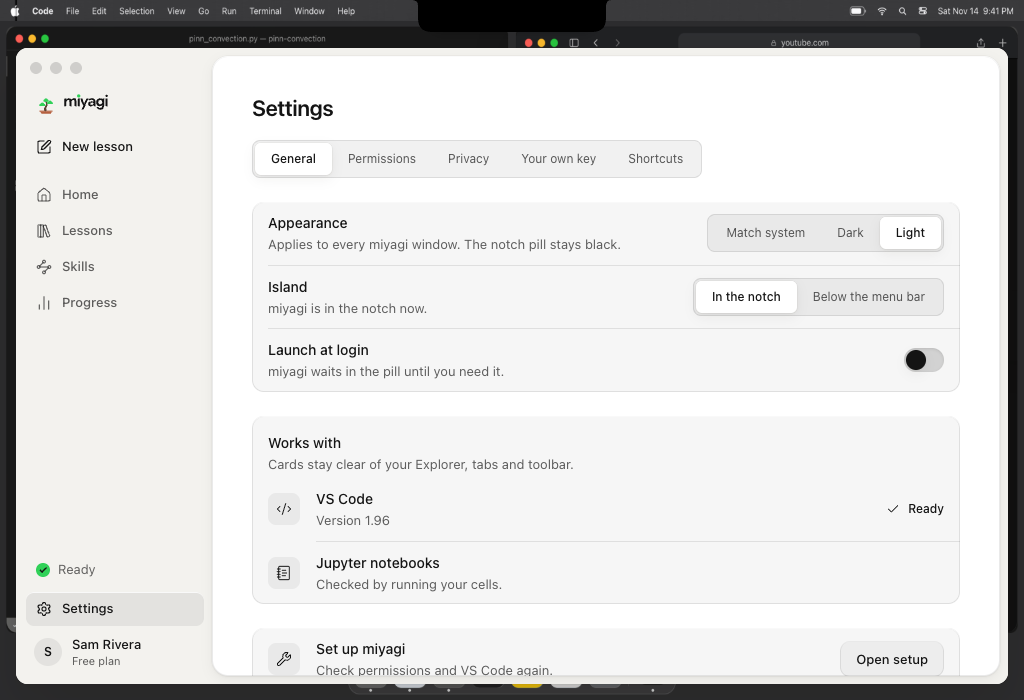 Code File Edit Selection View Go Run Terminal Window Help
Sat Nov 14 9:41 PM
pinn_convection.py — pinn-convection
youtube.com
miyagi
New lesson
Home
Lessons
Skills
Progress
Ready
Settings
S
Sam Rivera
Free plan
Settings
General Permissions Privacy Your own key Shortcuts
Appearance
Applies to every miyagi window. The notch pill stays black.
Match system Dark Light
Island
miyagi is in the notch now.
In the notch Below the menu bar
Launch at login
miyagi waits in the pill until you need it.
Works with
Cards stay clear of your Explorer, tabs and toolbar.
VS Code
Version 1.96
Ready
Jupyter notebooks
Checked by running your cells.
Set up miyagi
Check permissions and VS Code again.
Open setup